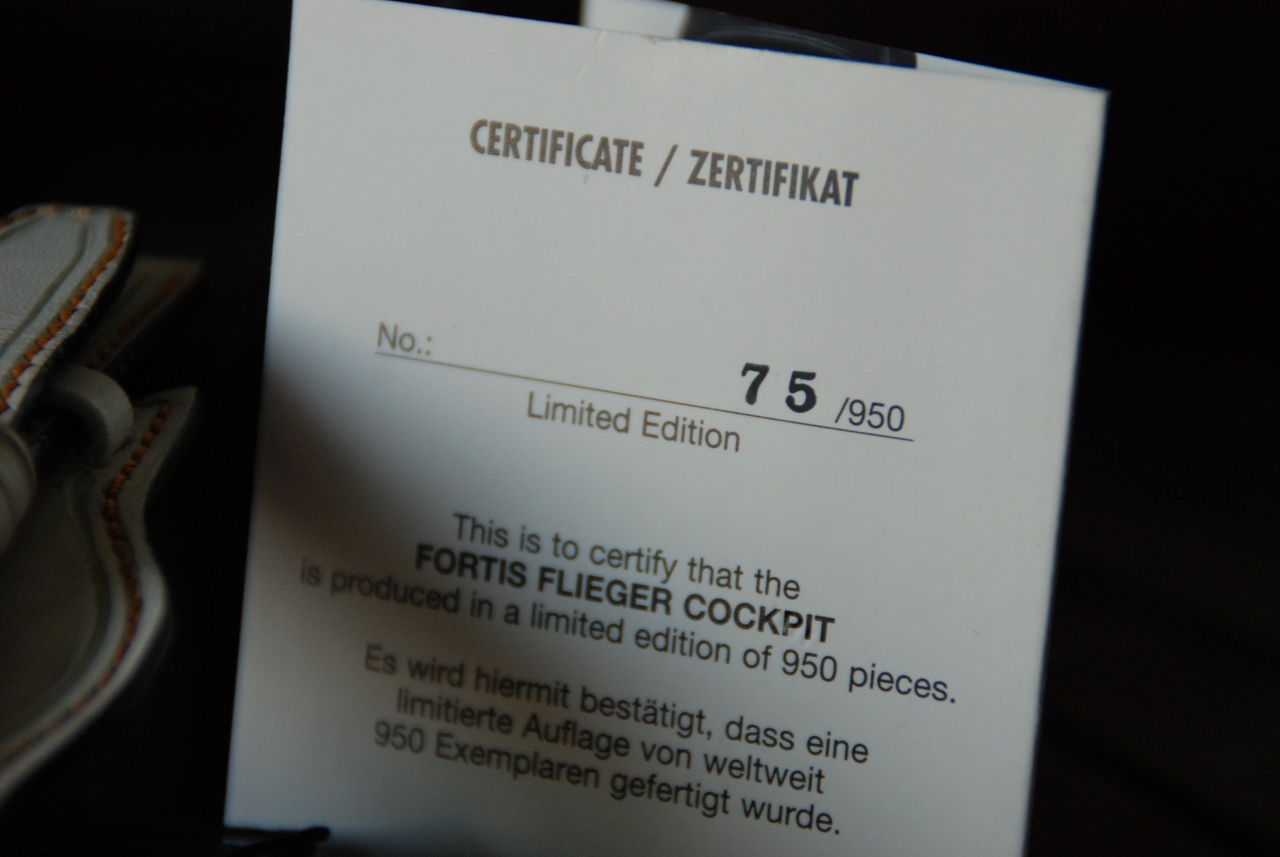 CERTIFICATE / ZERTIFIKAT
No.: 75 /950
Limited Edition
This is to certify that the
FORTIS FLIEGER COCKPIT
is produced in a limited edition of 950 pieces.
Es wird hiermit bestätigt, dass eine
limitierte Auflage von weltweit
950 Exemplaren gefertigt wurde.